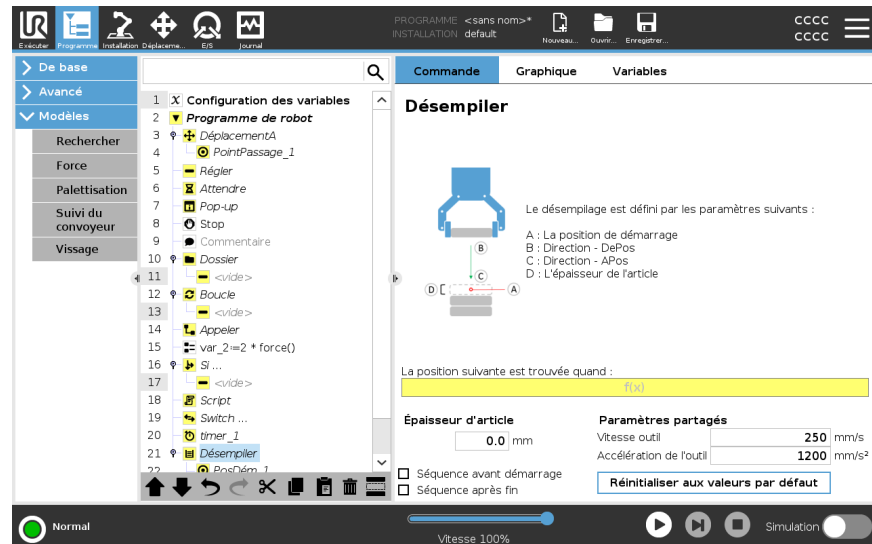 PROGRAMME <sans nom>*
INSTALLATION default
CCCC
CCCC
Exécuter
Programme
Installation
Déplaceme...
E/S
Journal
Nouveau...
Ouvrir...
Enregistrer...
De base
Avancé
Modèles
Rechercher
Force
Palettisation
Suivi du
convoyeur
Vissage
1 X Configuration des variables
2 Programme de robot
3 DéplacementA
4 PointPassage_1
5 Régler
6 Attendre
7 Pop-up
8 Stop
9 Commentaire
10 Dossier
11 <vide>
12 Boucle
13 <vide>
14 Appeler
15 var_2:=2 * force()
16 Si ...
17 <vide>
18 Script
19 Switch ...
20 timer_1
21 Désempiler
22 PosDém_1
Commande Graphique Variables
Désempiler
B
C
D
A
Le désempilage est défini par les paramètres suivants :
A : La position de démarrage
B : Direction - DePos
C : Direction - APos
D : L'épaisseur de l'article
La position suivante est trouvée quand :
f(x)
Épaisseur d'article
0.0 mm
Séquence avant démarrage
Séquence après fin
Paramètres partagés
Vitesse outil 250 mm/s
Accélération de l'outil 1200 mm/s²
Réinitialiser aux valeurs par défaut
Normal
Vitesse 100%
Simulation